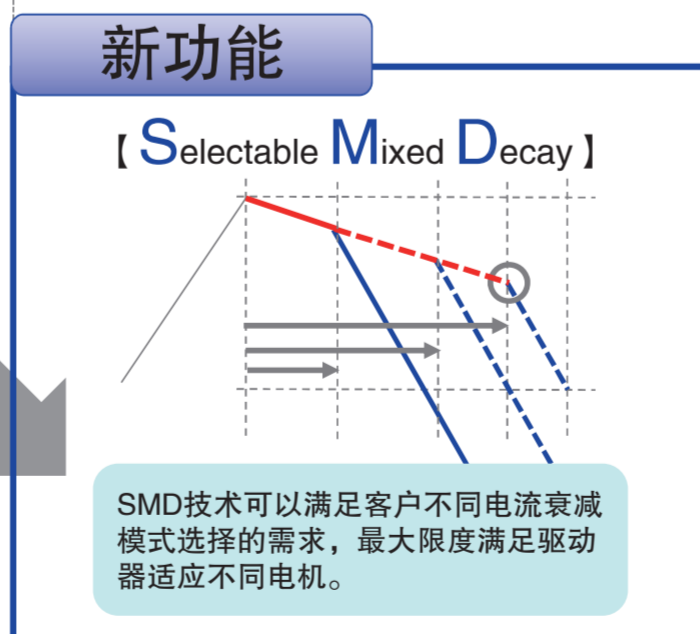 新功能
【 Selectable Mixed Decay 】
SMD技术可以满足客户不同电流衰减
模式选择的需求，最大限度满足驱动
器适应不同电机。